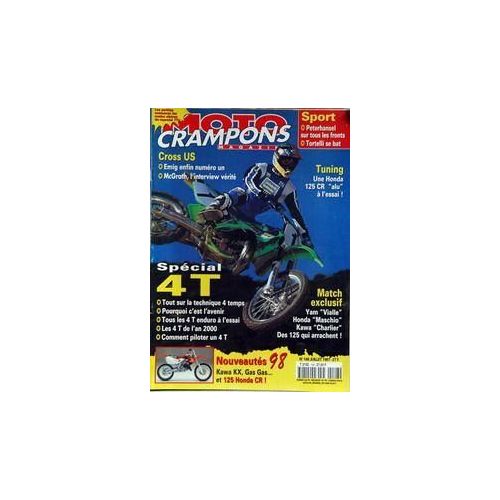 MOTO
CRAMPONS
MAGAZINE
Sport
Peterhansel
sur tous les fronts
Tortelli se bat
Cross US
Emig enfin numéro un
McGrath, l'interview vérité
Tuning
Une Honda
125 CR "alu"
à l'essai !
Spécial
4T
Tout sur la technique 4 temps
Pourquoi c'est l'avenir
Tous les 4T enduro à l'essai
Les 4 T de l'an 2000
Comment piloter un 4 T
Match
exclusif
Yam "Vialle"
Honda "Maschio"
Kawa "Charlier"
Des 125 qui arrachent !
Nouveautés 98
Kawa KX, Gas Gas...
et 125 Honda CR !